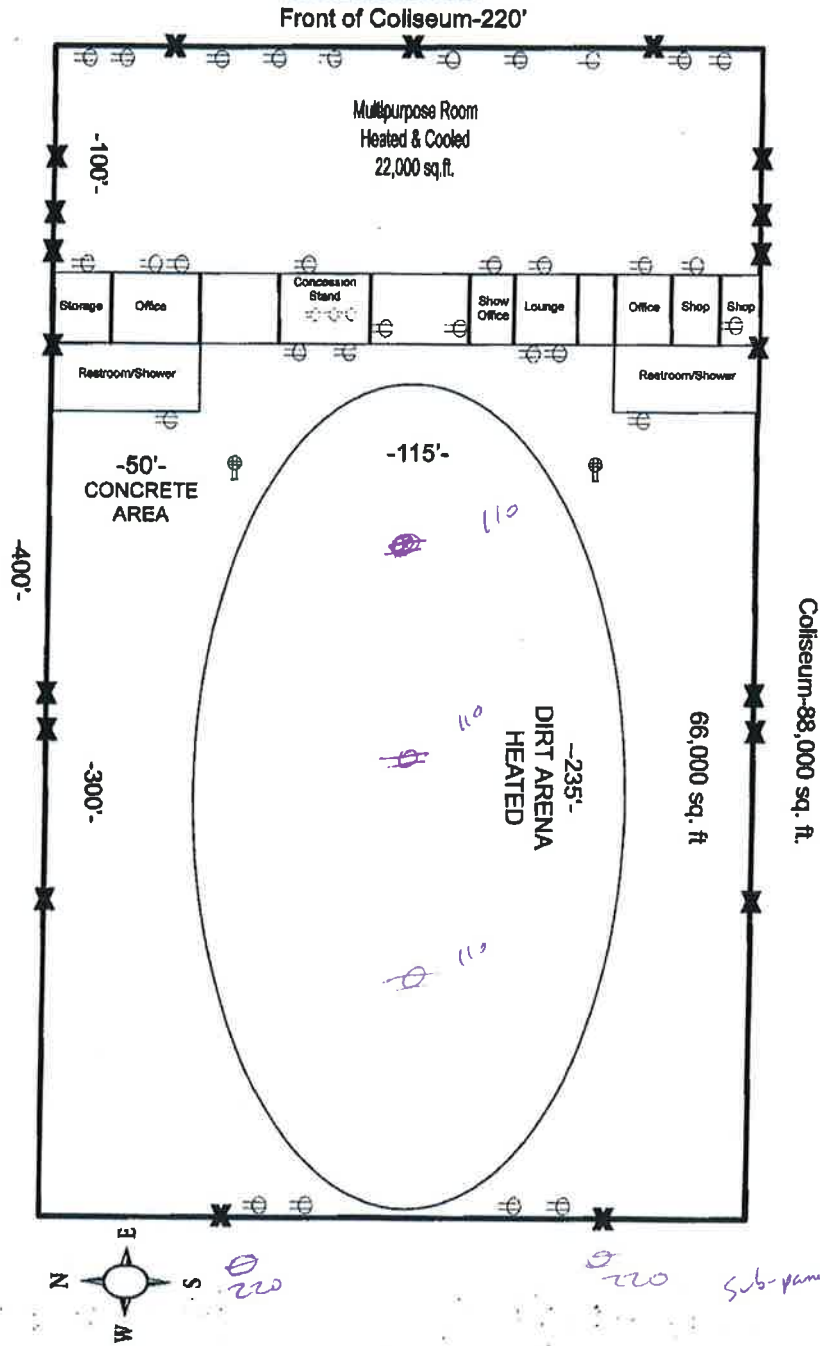 Front of Coliseum-220'
Multipurpose Room
Heated & Cooled
22,000 sq.ft.
-100'-
Storage
Office
Concession
Stand
Show
Office
Lounge
Office
Shop
Shop
Restroom/Shower
Restroom/Shower
-50'-
CONCRETE
AREA
-115'-
110
-400'-
Coliseum-88,000 sq. ft.
66,000 sq. ft
110
--235'-
DIRT ARENA
HEATED
-300'-
110
E
N
S
W
220
220
Sub-pan